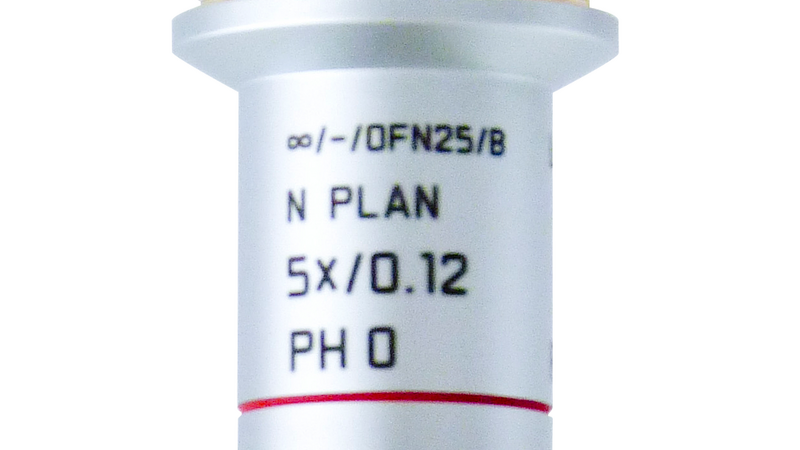 ∞/-/OFN25/B
N PLAN
5x/0.12
PH 0